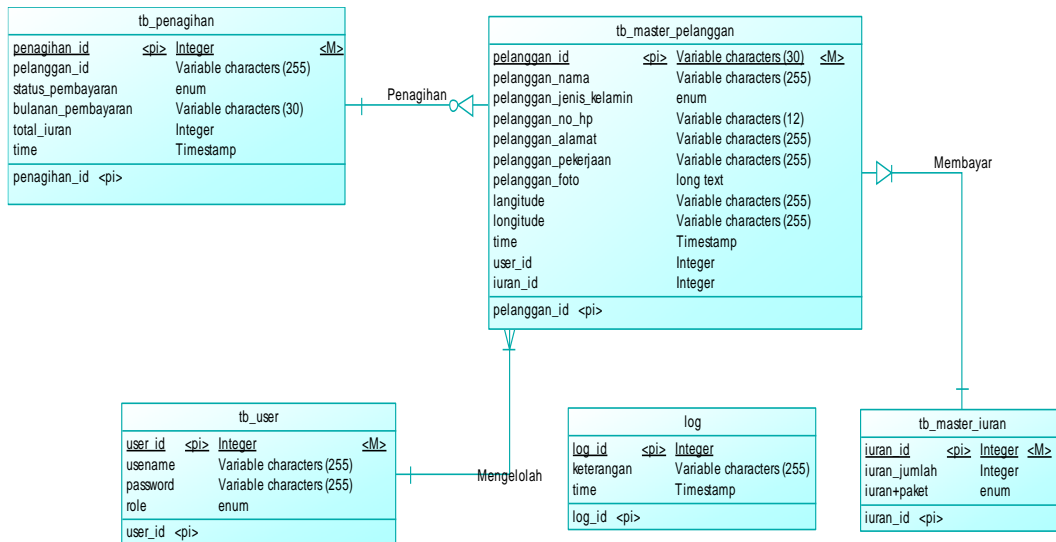 tb_penagihan
penagihan_id <pi> Integer <M>
pelanggan_id Variable characters (255)
status_pembayaran enum
bulanan_pembayaran Variable characters (30)
total_iuran Integer
time Timestamp
penagihan_id <pi>
Penagihan
tb_master_pelanggan
pelanggan_id <pi> Variable characters (30) <M>
pelanggan_nama Variable characters (255)
pelanggan_jenis_kelamin enum
pelanggan_no_hp Variable characters (12)
pelanggan_alamat Variable characters (255)
pelanggan_pekerjaan Variable characters (255)
pelanggan_foto long text
langitude Variable characters (255)
longitude Variable characters (255)
time Timestamp
user_id Integer
iuran_id Integer
pelanggan_id <pi>
Membayar
tb_user
user_id <pi> Integer <M>
usename Variable characters (255)
password Variable characters (255)
role enum
user_id <pi>
Mengelolah
log
log_id <pi> Integer
keterangan Variable characters (255)
time Timestamp
log_id <pi>
tb_master_iuran
iuran_id <pi> Integer <M>
iuran_jumlah Integer
iuran+paket enum
iuran_id <pi>